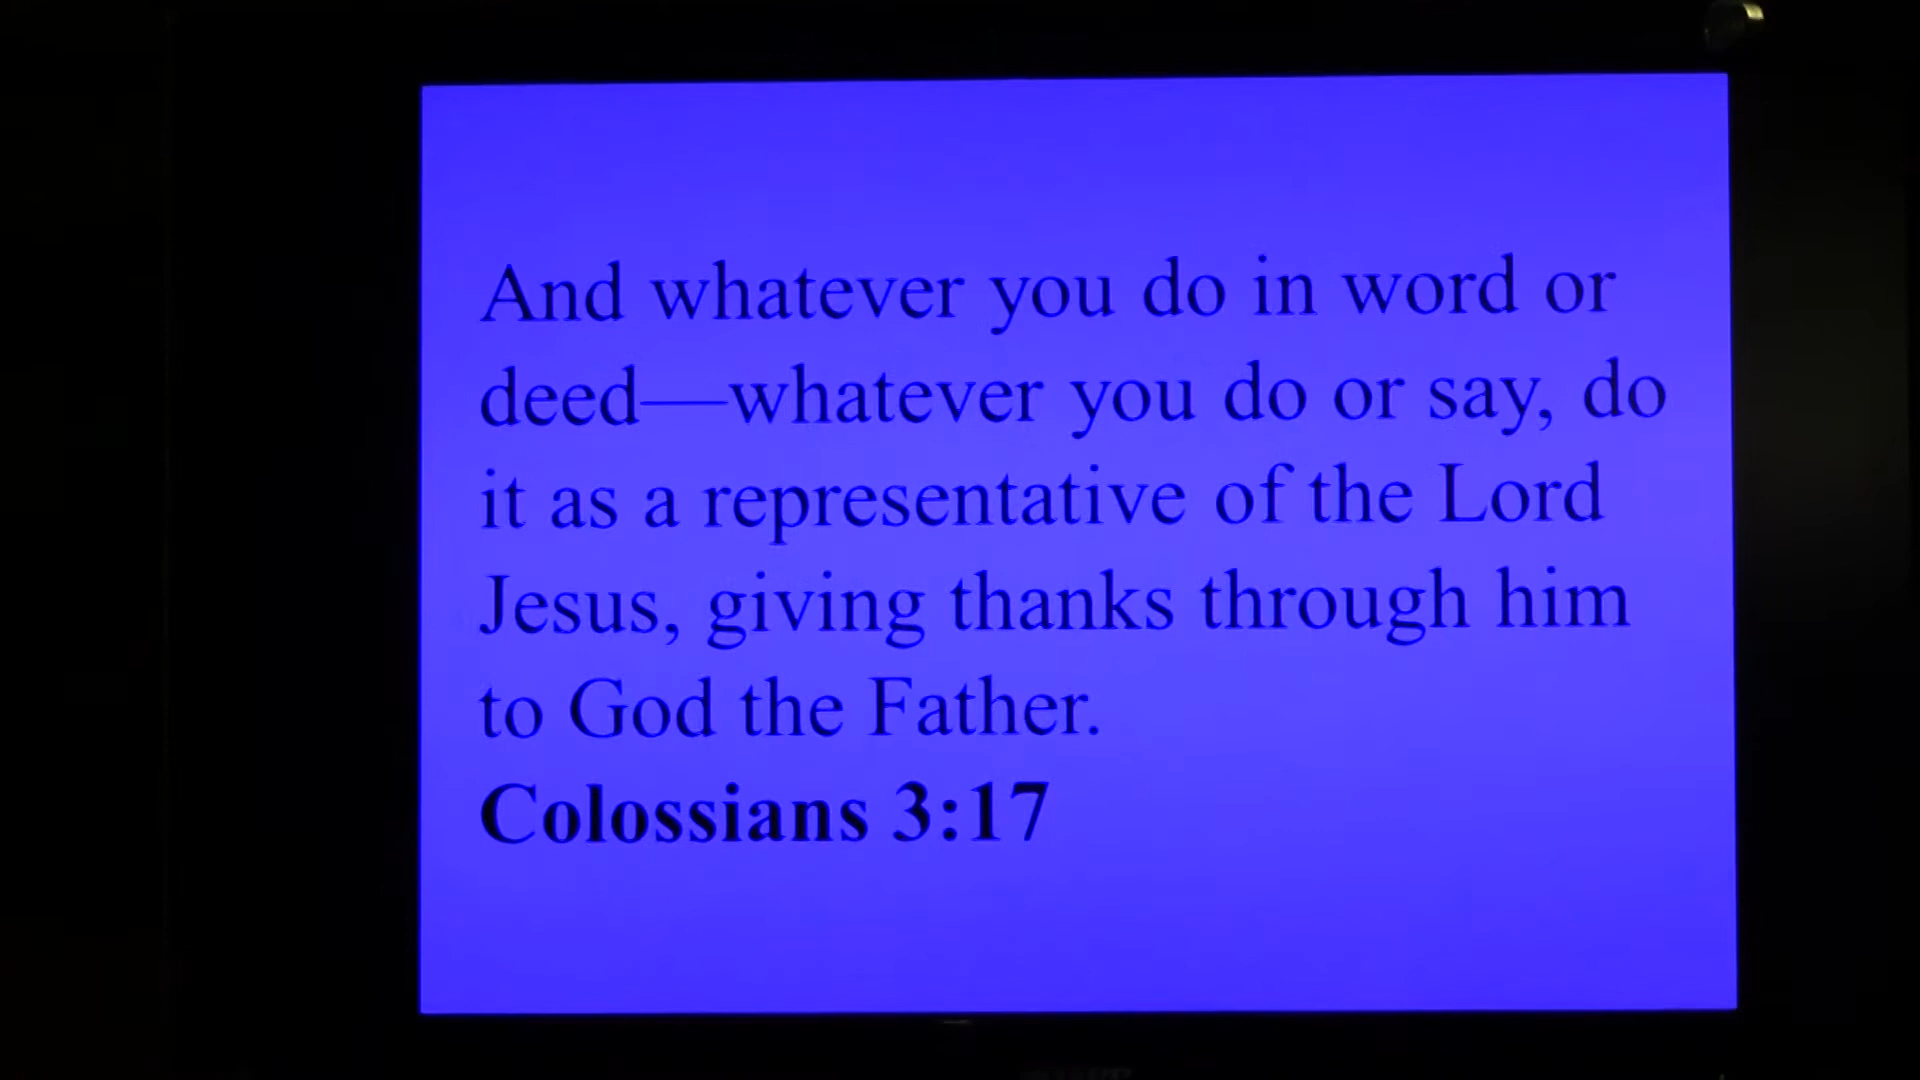 And whatever you do in word or
deed—whatever you do or say, do
it as a representative of the Lord
Jesus, giving thanks through him
to God the Father.
Colossians 3:17